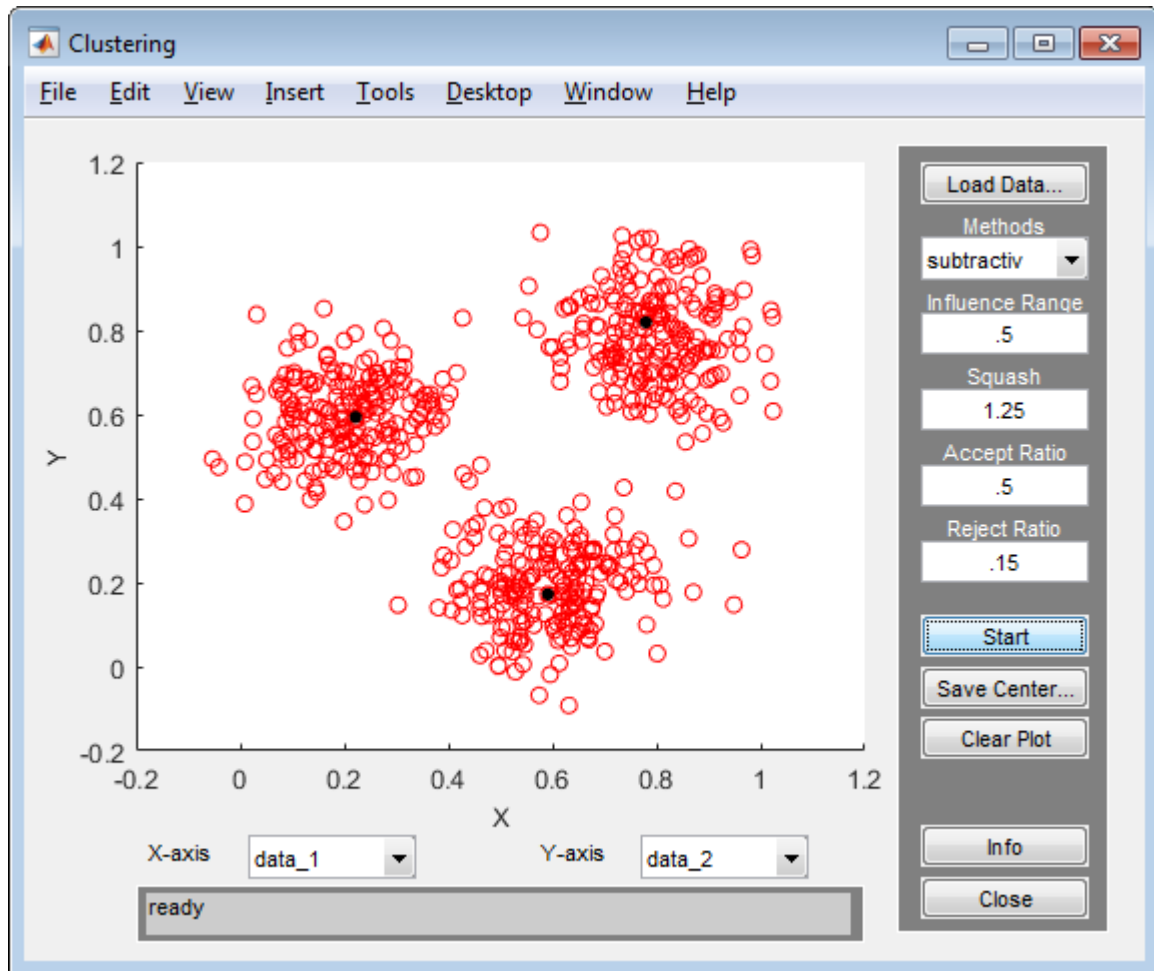 Clustering
File Edit View Insert Tools Desktop Window Help
1.2
1
0.8
0.6
0.4
0.2
0
-0.2
Y
-0.2 0 0.2 0.4 0.6 0.8 1 1.2
X
X-axis data_1 Y-axis data_2
ready
Load Data...
Methods
subtractiv
Influence Range
.5
Squash
1.25
Accept Ratio
.5
Reject Ratio
.15
Start
Save Center...
Clear Plot
Info
Close